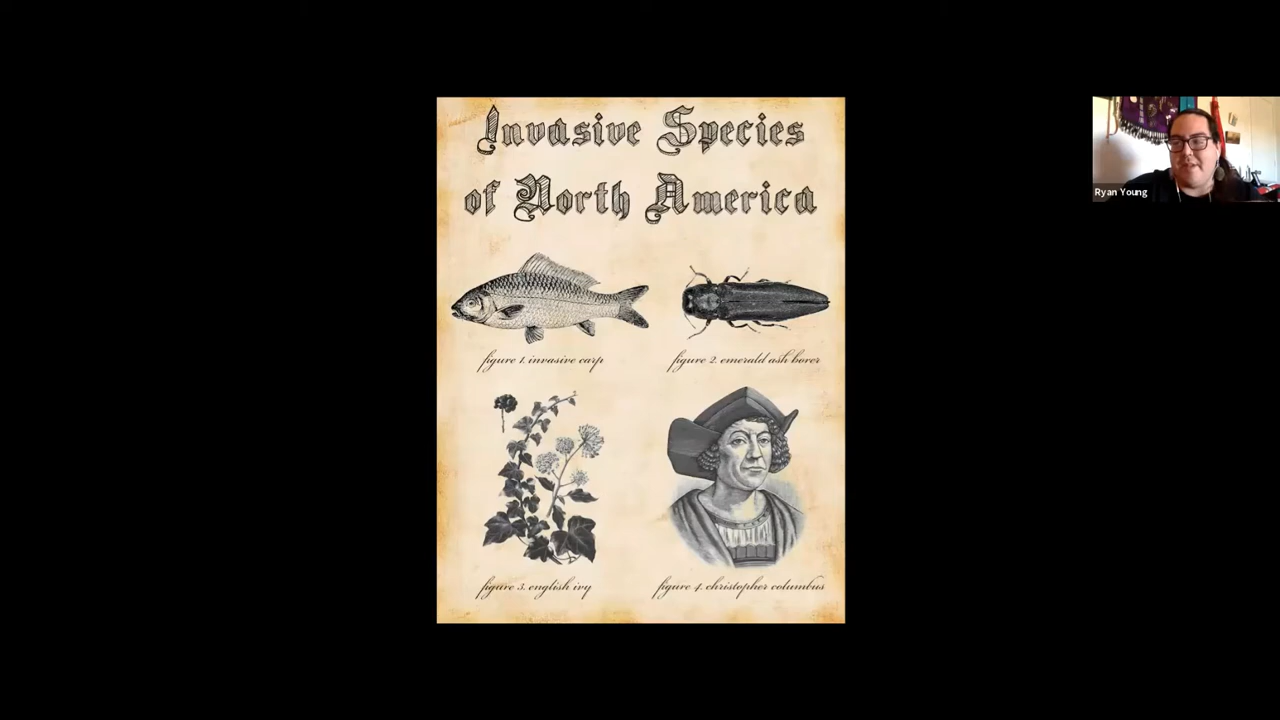 Invasive Species
of North America
figure 1. invasive carp
figure 2. emerald ash borer
figure 3. english ivy
figure 4. christopher columbus
Ryan Young